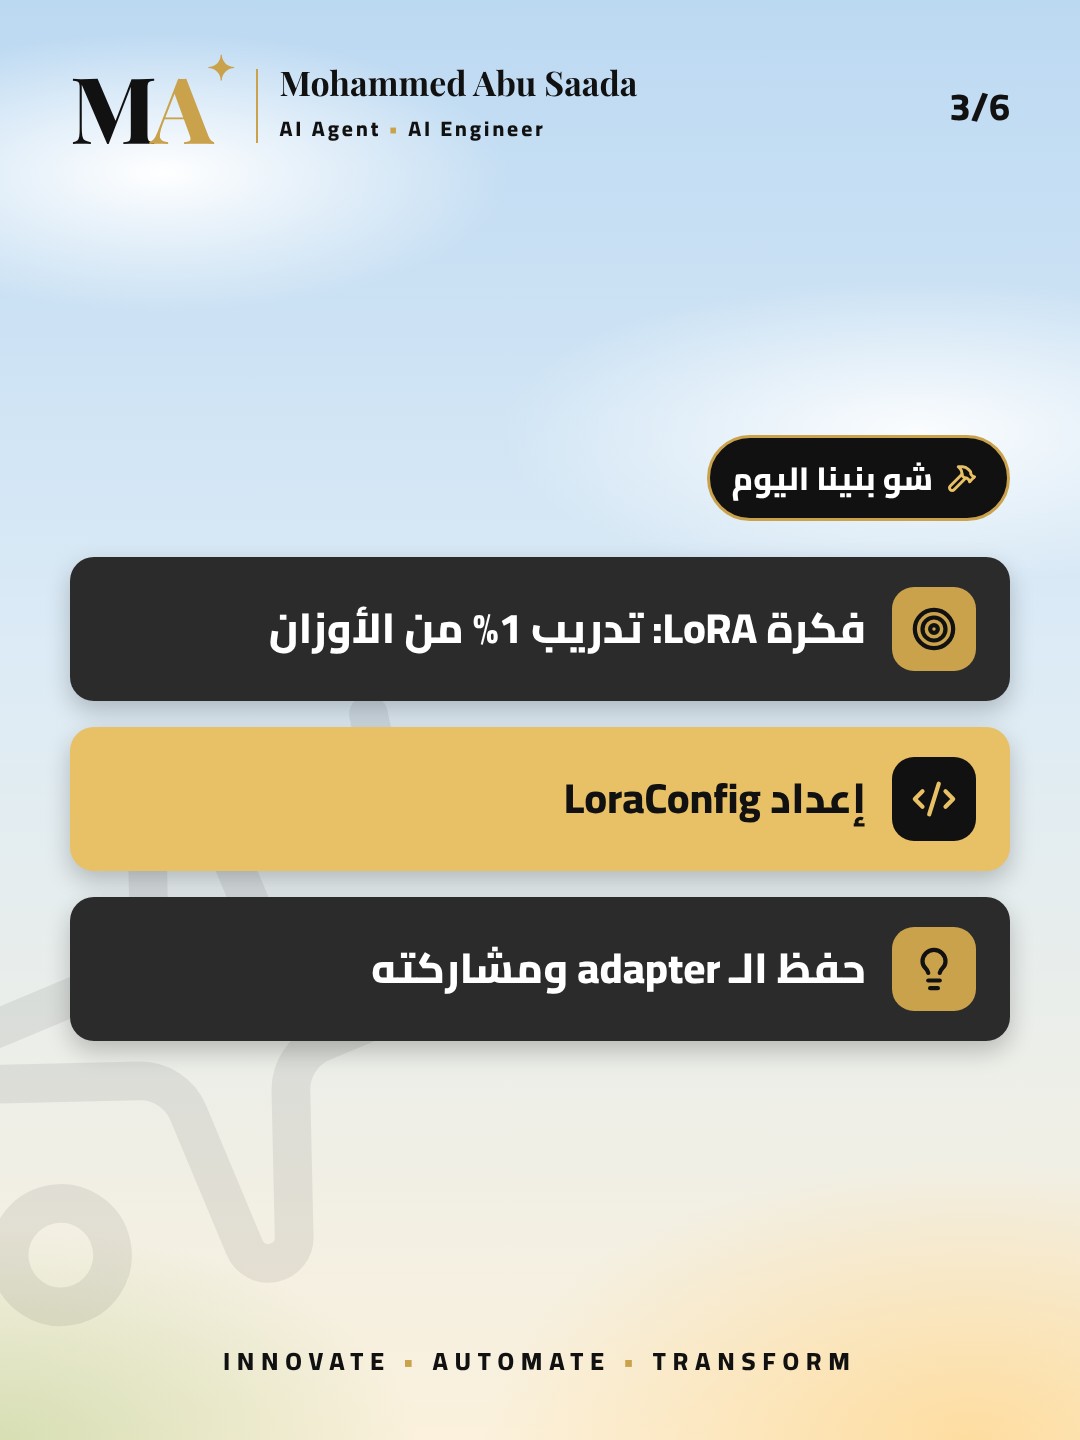 MA
Mohammed Abu Saada
AI Agent ▪ AI Engineer
3/6
شو بنينا اليوم
فكرة LoRA: تدريب 1% من الأوزان
إعداد LoraConfig
حفظ الـ adapter ومشاركته
INNOVATE ▪ AUTOMATE ▪ TRANSFORM